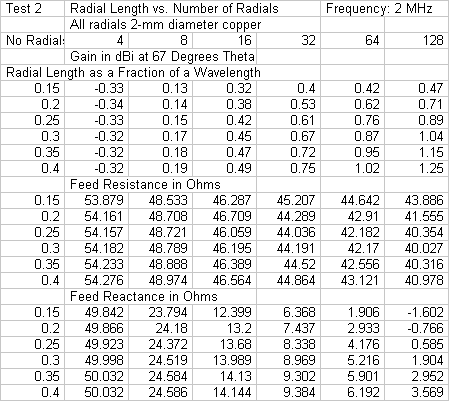 Test 2 Radial Length vs. Number of Radials Frequency: 2 MHz
All radials 2-mm diameter copper
No Radials 4 8 16 32 64 128
Gain in dBi at 67 Degrees Theta
Radial Length as a Fraction of a Wavelength
0.15 -0.33 0.13 0.32 0.4 0.42 0.47
0.2 -0.34 0.14 0.38 0.53 0.62 0.71
0.25 -0.33 0.15 0.42 0.61 0.76 0.89
0.3 -0.32 0.17 0.45 0.67 0.87 1.04
0.35 -0.32 0.18 0.47 0.72 0.95 1.15
0.4 -0.32 0.19 0.49 0.75 1.02 1.25
Feed Resistance in Ohms
0.15 53.879 48.533 46.287 45.207 44.642 43.886
0.2 54.161 48.708 46.709 44.289 42.91 41.555
0.25 54.157 48.721 46.059 44.036 42.182 40.354
0.3 54.182 48.789 46.195 44.191 42.17 40.027
0.35 54.233 48.888 46.389 44.52 42.556 40.316
0.4 54.276 48.974 46.564 44.864 43.121 40.978
Feed Reactance in Ohms
0.15 49.842 23.794 12.399 6.368 1.906 -1.602
0.2 49.866 24.18 13.2 7.437 2.933 -0.766
0.25 49.923 24.372 13.68 8.338 4.176 0.585
0.3 49.998 24.519 13.989 8.969 5.216 1.904
0.35 50.032 24.584 14.13 9.302 5.901 2.952
0.4 50.032 24.586 14.144 9.384 6.192 3.569